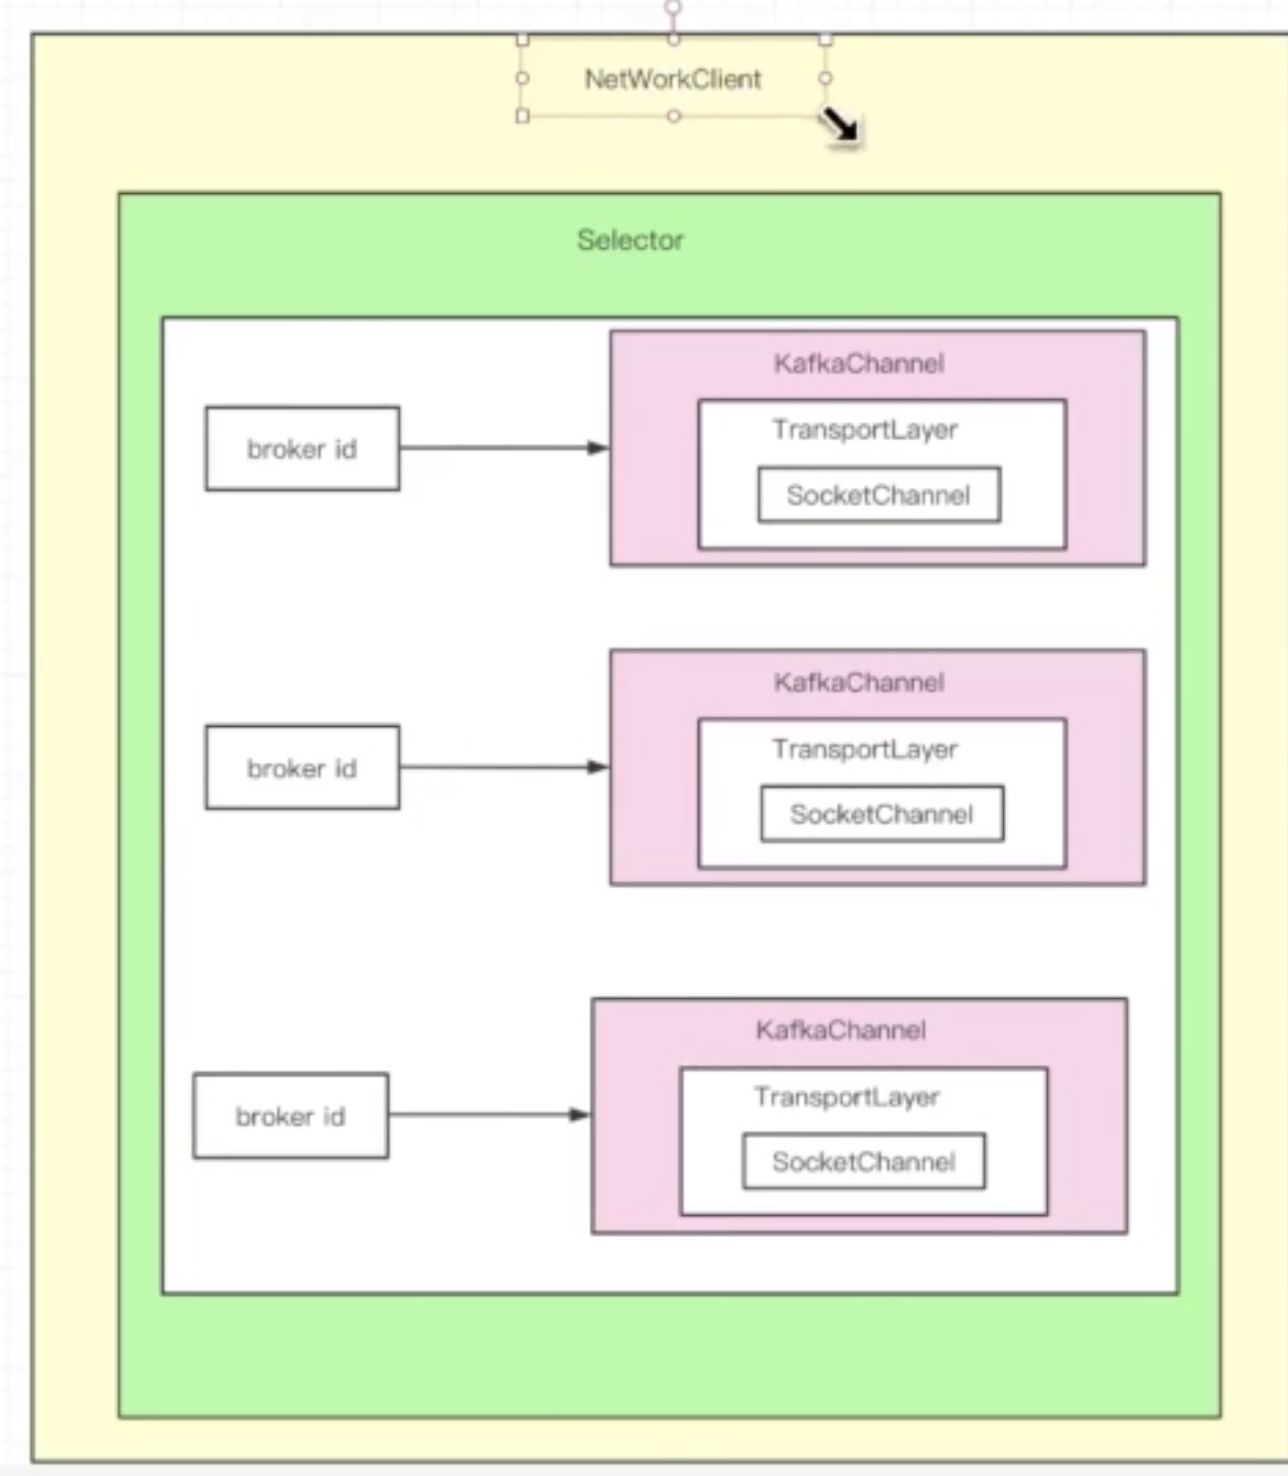 NetWorkClient
Selector
KafkaChannel
TransportLayer
broker id
SocketChannel
KafkaChannel
TransportLayer
broker id
SocketChannel
KafkaChannel
TransportLayer
broker id
SocketChannel